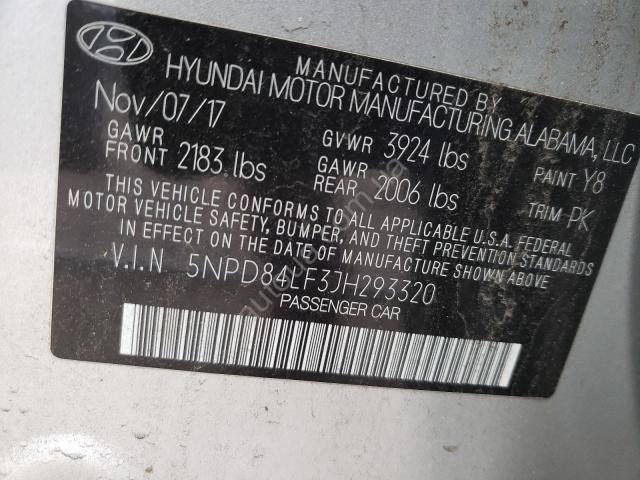 MANUFACTURED BY
HYUNDAI MOTOR MANUFACTURING ALABAMA, LLC
Nov/07/17
GVWR 3924 lbs
PAINT Y8
GAWR FRONT 2183 lbs
GAWR REAR 2006 lbs
TRIM PK
THIS VEHICLE CONFORMS TO ALL APPLICABLE U.S.A. FEDERAL
MOTOR VEHICLE SAFETY, BUMPER, AND THEFT PREVENTION STANDARDS
IN EFFECT ON THE DATE OF MANUFACTURE SHOWN ABOVE.
V.I.N 5NPD84LF3JH293320
PASSENGER CAR